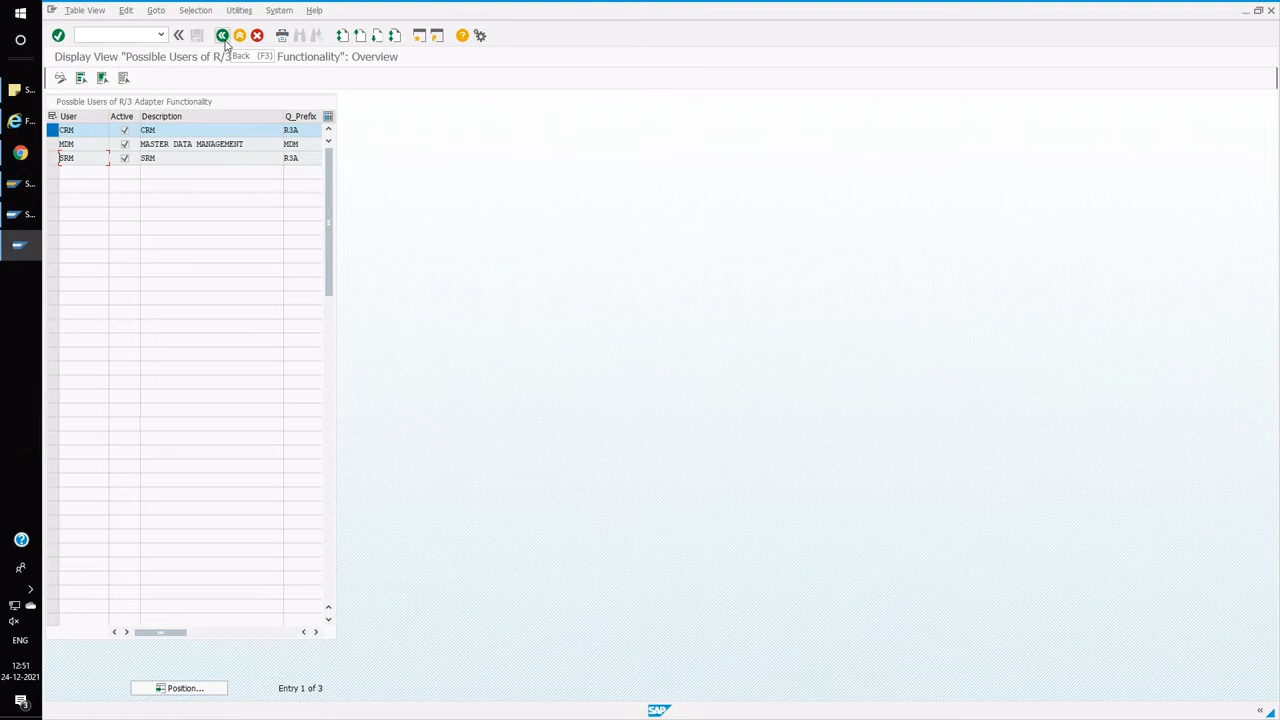 Table View Edit Goto Selection Utilities System Help
Back (F3)
Display View "Possible Users of R/3 Functionality": Overview
Possible Users of R/3 Adapter Functionality
User Active Description Q_Prefix
CRM CRM R3A
MDM MASTER DATA MANAGEMENT MDM
SRM SRM R3A
S...
F...
S...
S...
ENG
12:51
24-12-2021
3
Position...
Entry 1 of 3
SAP